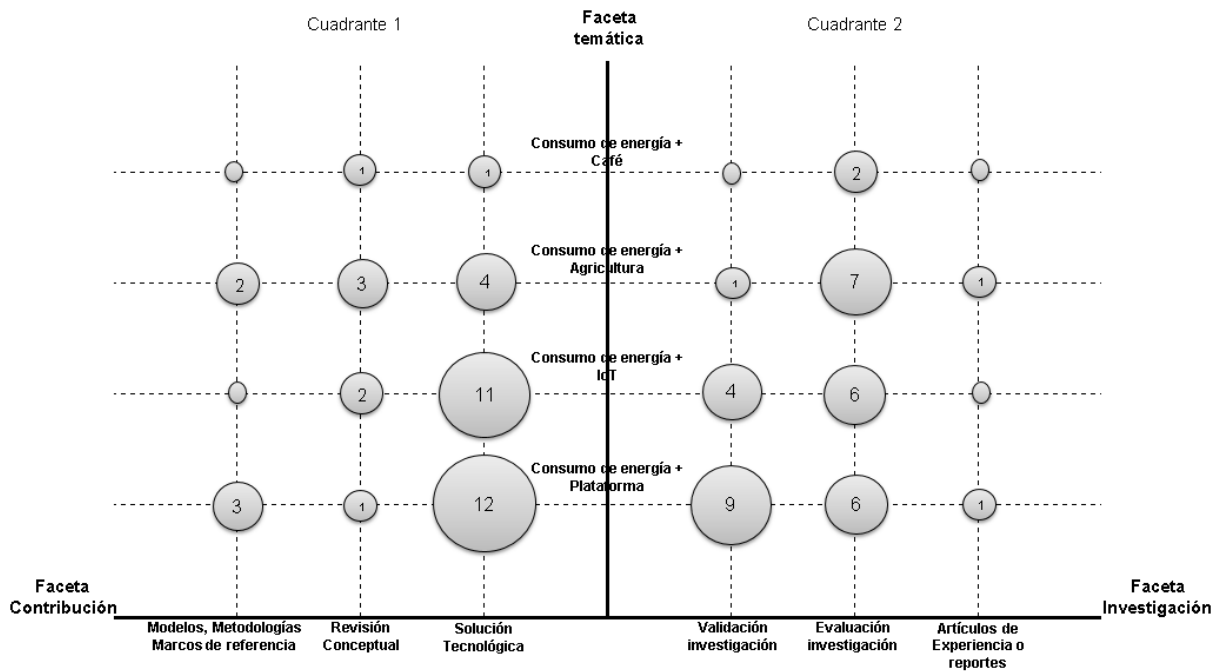 Cuadrante 1
Faceta
temática
Cuadrante 2
Consumo de energía +
Café
1
1
2
Consumo de energía +
Agricultura
2
3
4
1
7
1
Consumo de energía +
IoT
2
11
4
6
Consumo de energía +
Plataforma
3
1
12
9
6
1
Faceta
Contribución
Faceta
Investigación
Modelos, Metodologías
Marcos de referencia
Revisión
Conceptual
Solución
Tecnológica
Validación
investigación
Evaluación
investigación
Artículos de
Experiencia o
reportes